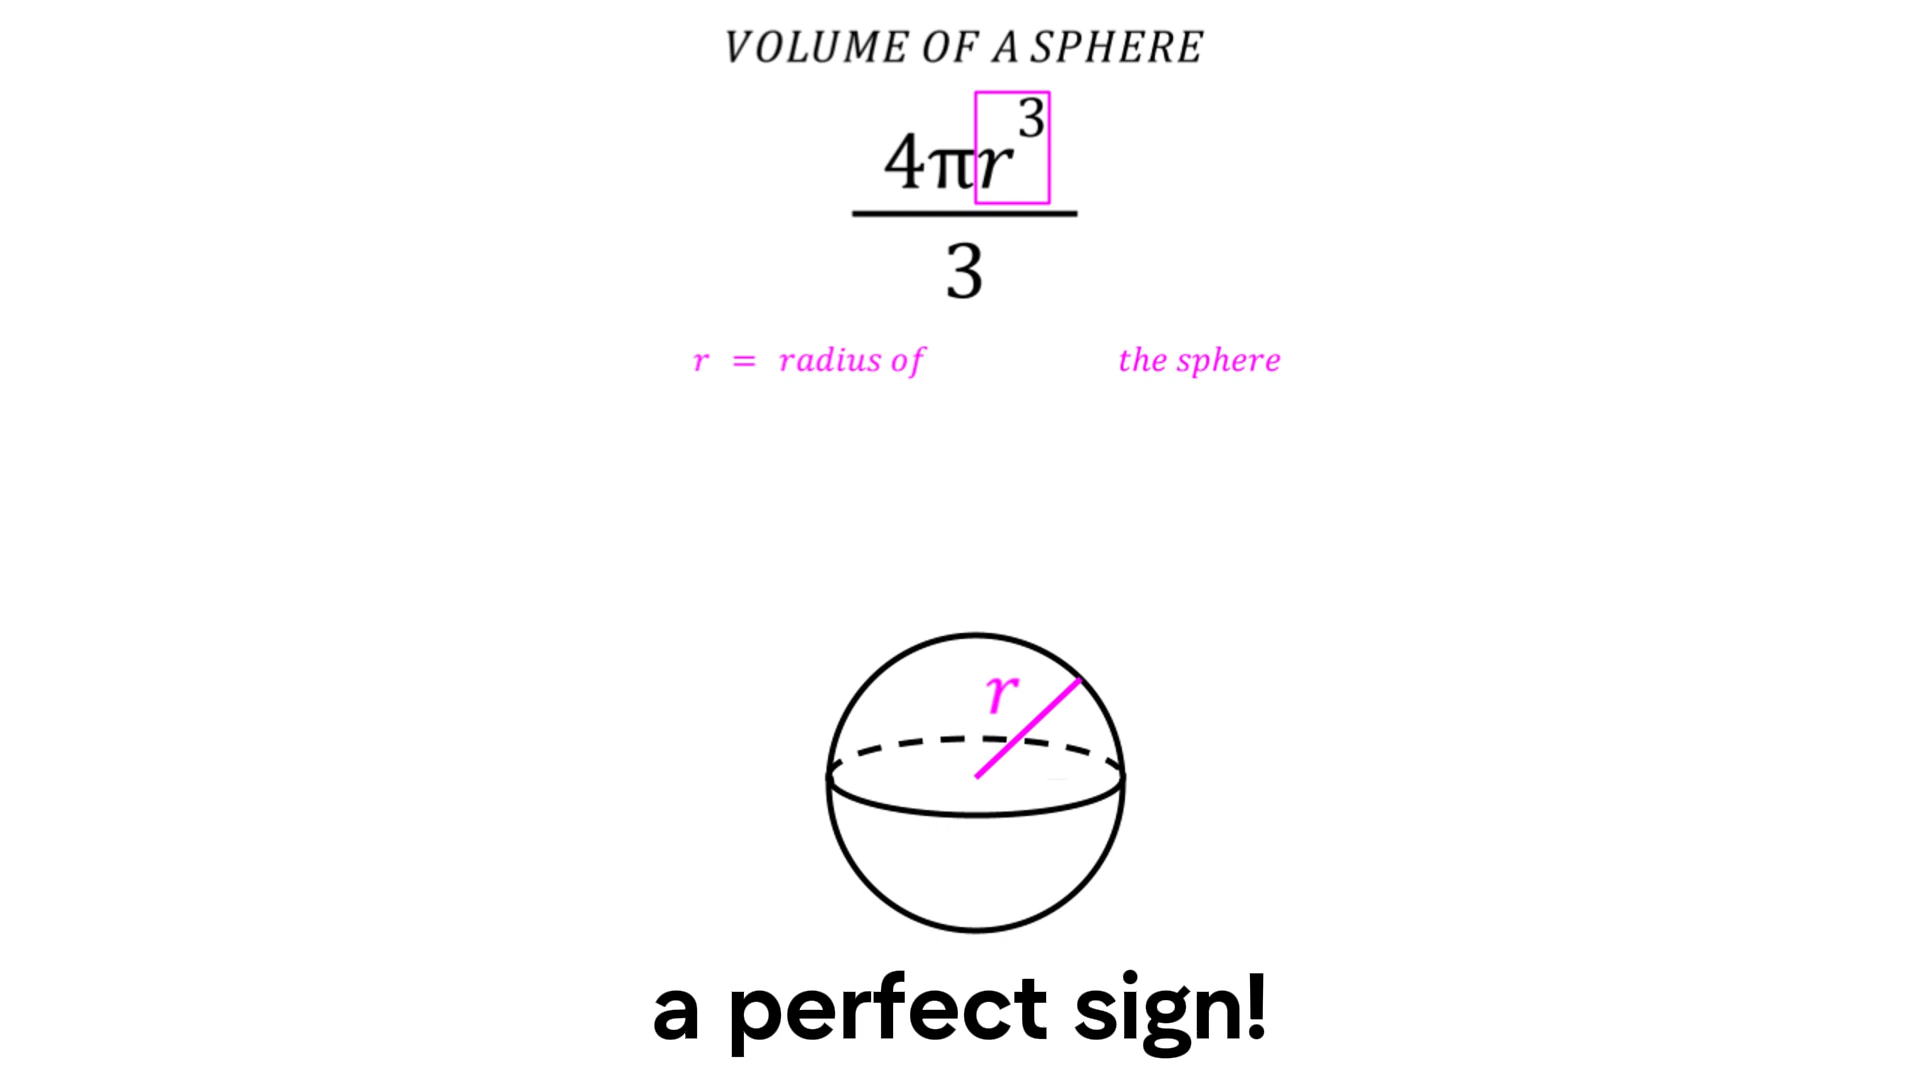 VOLUME OF A SPHERE
4πr³
3
r = radius of the sphere
r
a perfect sign!